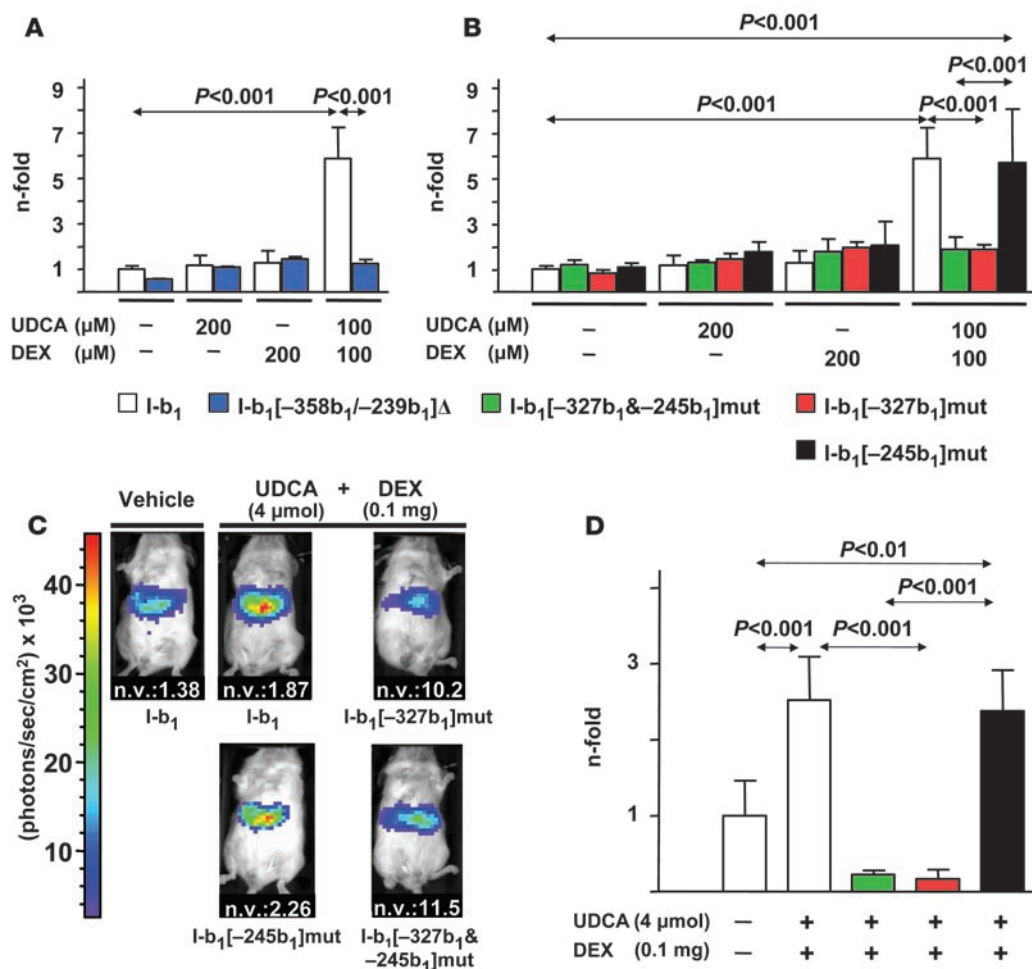 A
n-fold
9
7
5
3
1
P<0.001
P<0.001
UDCA (µM) – 200 – 100
DEX (µM) – – 200 100
B
n-fold
9
7
5
3
1
P<0.001
P<0.001
P<0.001
P<0.001
UDCA (µM) – 200 – 100
DEX (µM) – – 200 100
I-b1 I-b1[–358b1/–239b1]Δ I-b1[–327b1&–245b1]mut I-b1[–327b1]mut
I-b1[–245b1]mut
C
(photons/sec/cm²) x 10³
40
30
20
10
Vehicle
UDCA + DEX
(4 µmol) (0.1 mg)
n.v.:1.38 n.v.:1.87 n.v.:10.2
I-b1 I-b1 I-b1[–327b1]mut
n.v.:2.26 n.v.:11.5
I-b1[–245b1]mut I-b1[–327b1&
–245b1]mut
D
n-fold
3
1
P<0.01
P<0.001
P<0.001 P<0.001
UDCA (4 µmol) – + + + +
DEX (0.1 mg) – + + + +